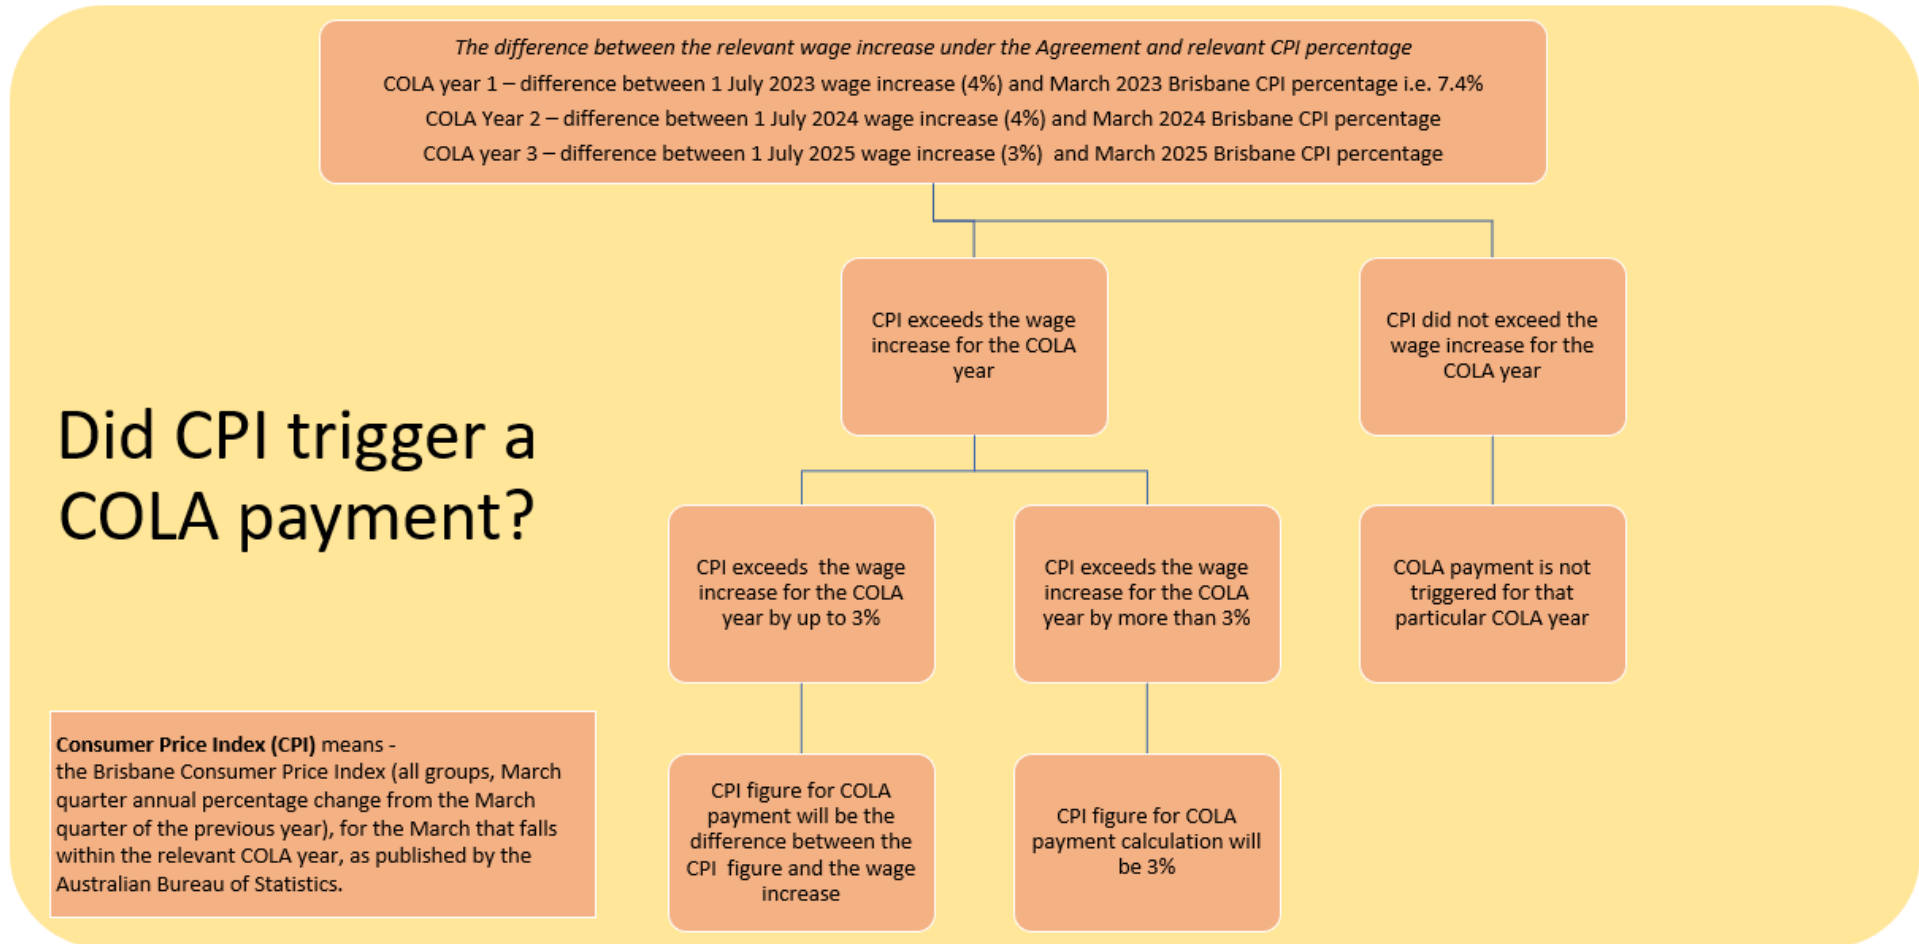 The difference between the relevant wage increase under the Agreement and relevant CPI percentage
COLA year 1 – difference between 1 July 2023 wage increase (4%) and March 2023 Brisbane CPI percentage i.e. 7.4%
COLA Year 2 – difference between 1 July 2024 wage increase (4%) and March 2024 Brisbane CPI percentage
COLA year 3 – difference between 1 July 2025 wage increase (3%)  and March 2025 Brisbane CPI percentage
CPI exceeds the wage
increase for the COLA
year
CPI did not exceed the
wage increase for the
COLA year
Did CPI trigger a
COLA payment?
CPI exceeds  the wage
increase for the COLA
year by up to 3%
CPI exceeds the wage
increase for the COLA
year by more than 3%
COLA payment is not
triggered for that
particular COLA year
Consumer Price Index (CPI) means -
the Brisbane Consumer Price Index (all groups, March
quarter annual percentage change from the March
quarter of the previous year), for the March that falls
within the relevant COLA year, as published by the
Australian Bureau of Statistics.
CPI figure for COLA
payment will be the
difference between the
CPI  figure and the wage
increase
CPI figure for COLA
payment calculation will
be 3%